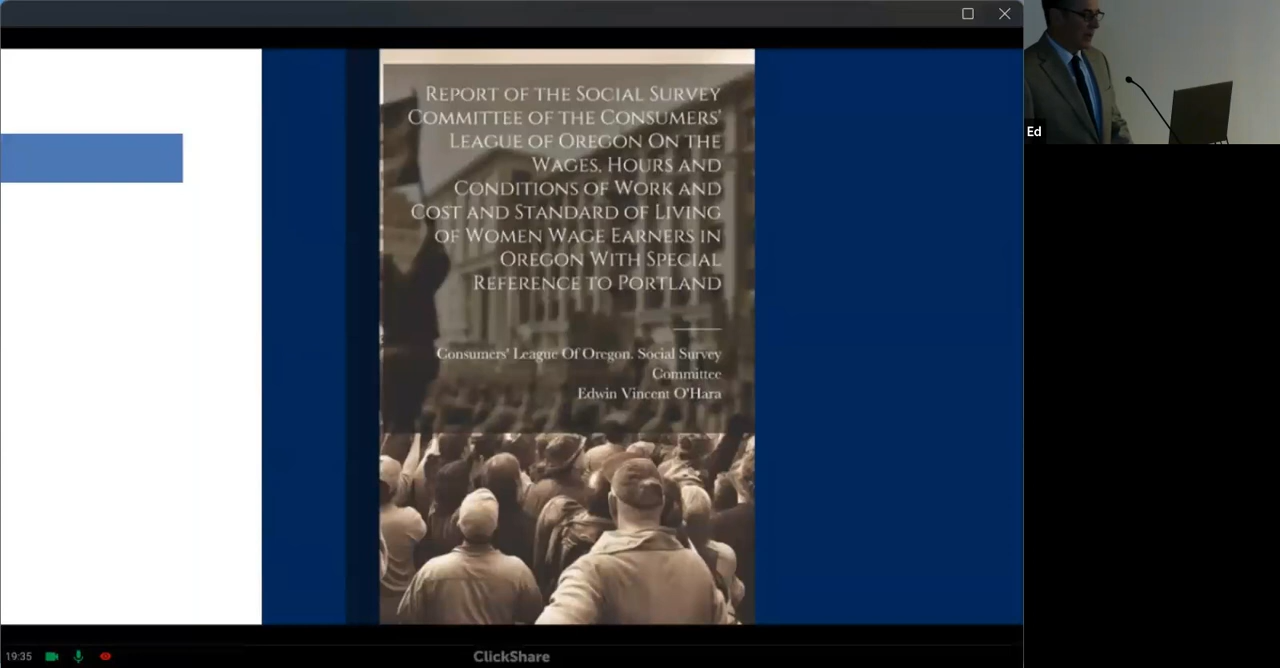 REPORT OF THE SOCIAL SURVEY
COMMITTEE OF THE CONSUMERS'
LEAGUE OF OREGON ON THE
WAGES, HOURS AND
CONDITIONS OF WORK AND
COST AND STANDARD OF LIVING
OF WOMEN WAGE EARNERS IN
OREGON WITH SPECIAL
REFERENCE TO PORTLAND
Consumers' League Of Oregon. Social Survey
Committee
Edwin Vincent O'Hara
Ed
19:35
ClickShare